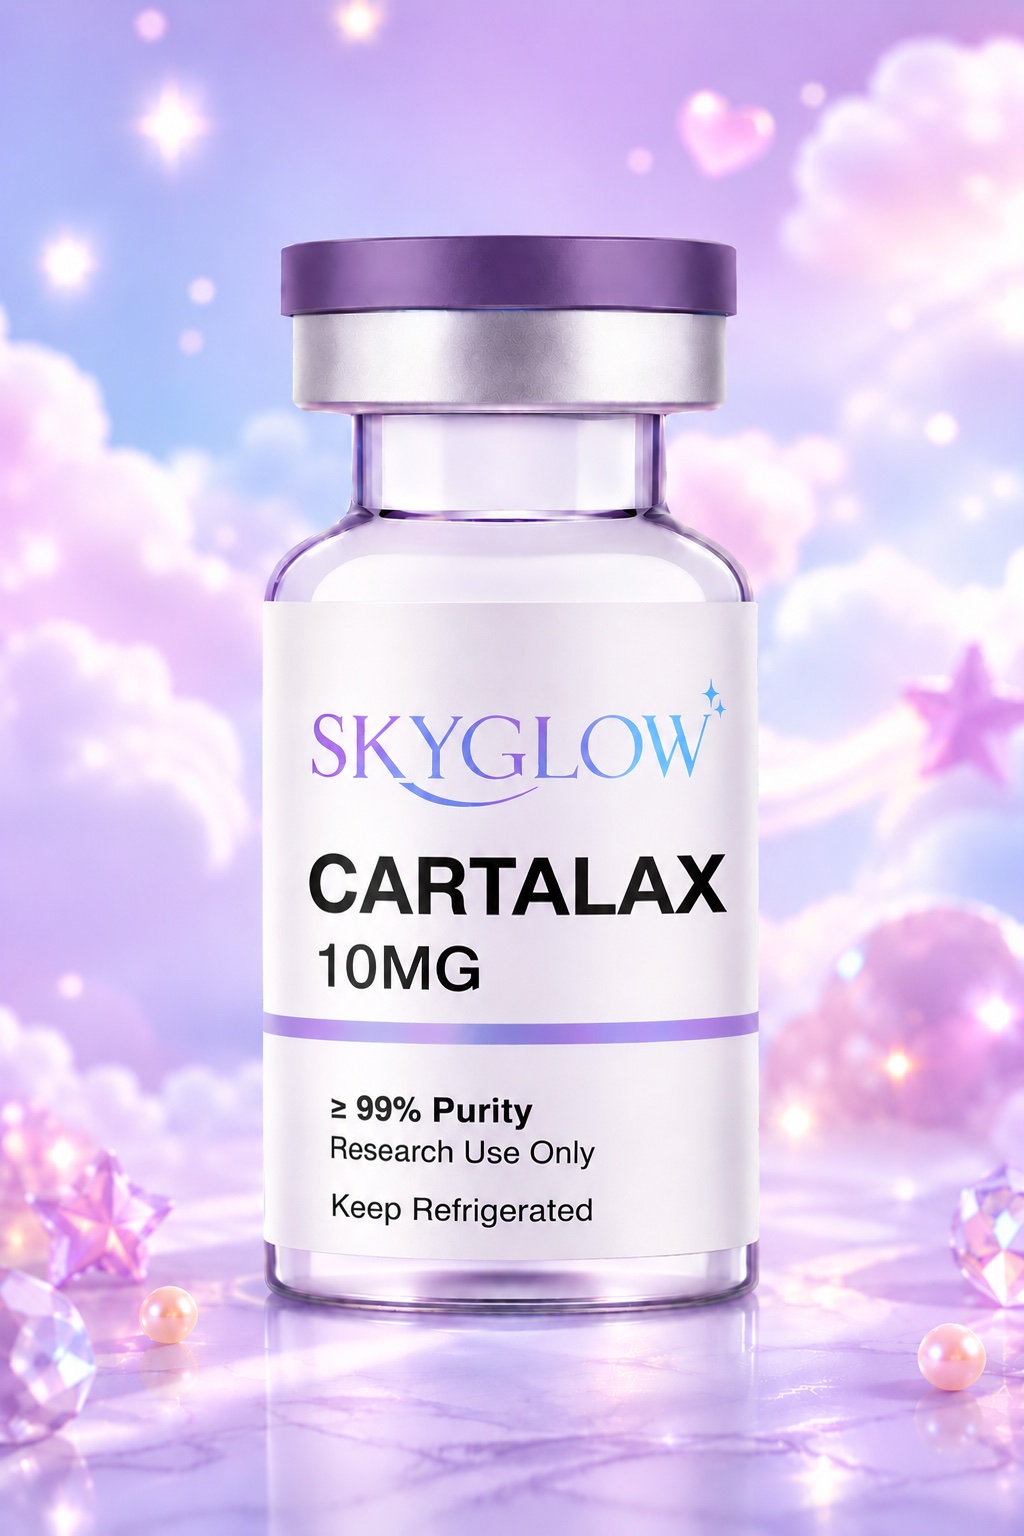 SKYGLOW
CARTALAX
10MG
≥ 99% Purity
Research Use Only
Keep Refrigerated